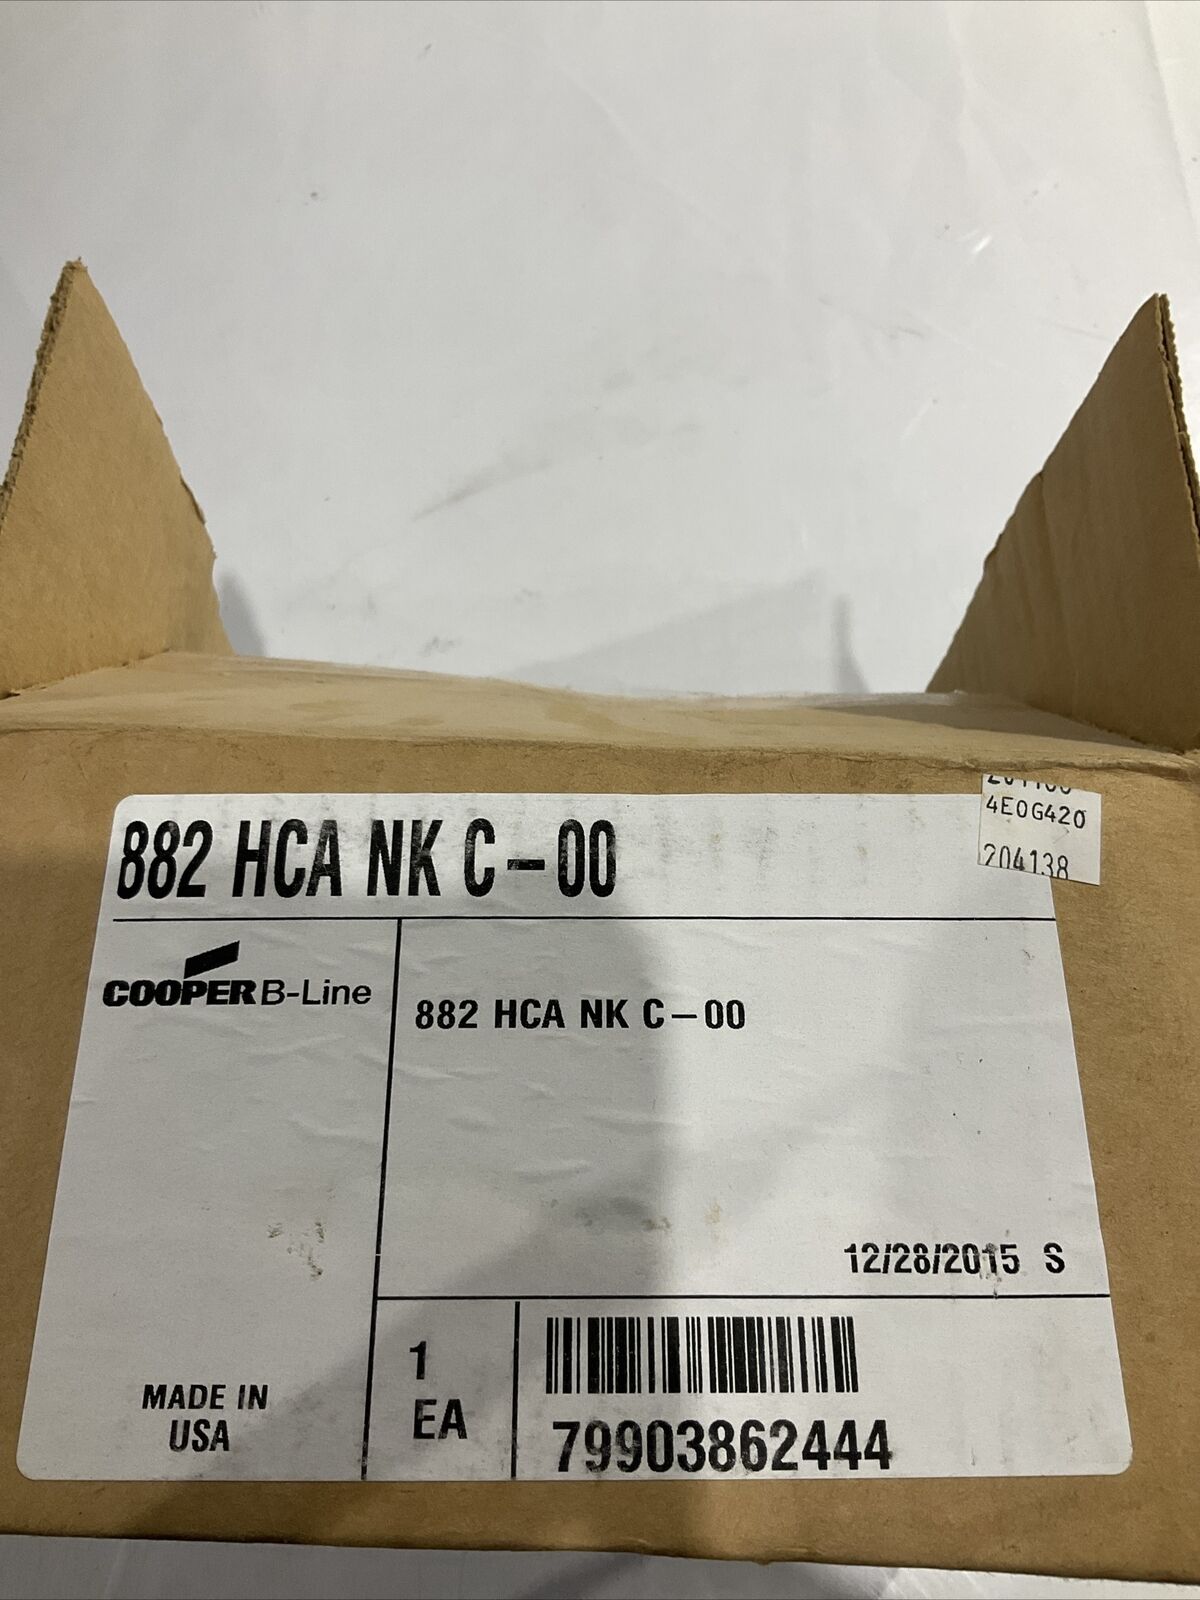 4E0G420
204138
882 HCA NK C-00
COOPER B-Line
882 HCA NK C-00
12/28/2015 S
MADE IN
USA
1
EA
79903862444